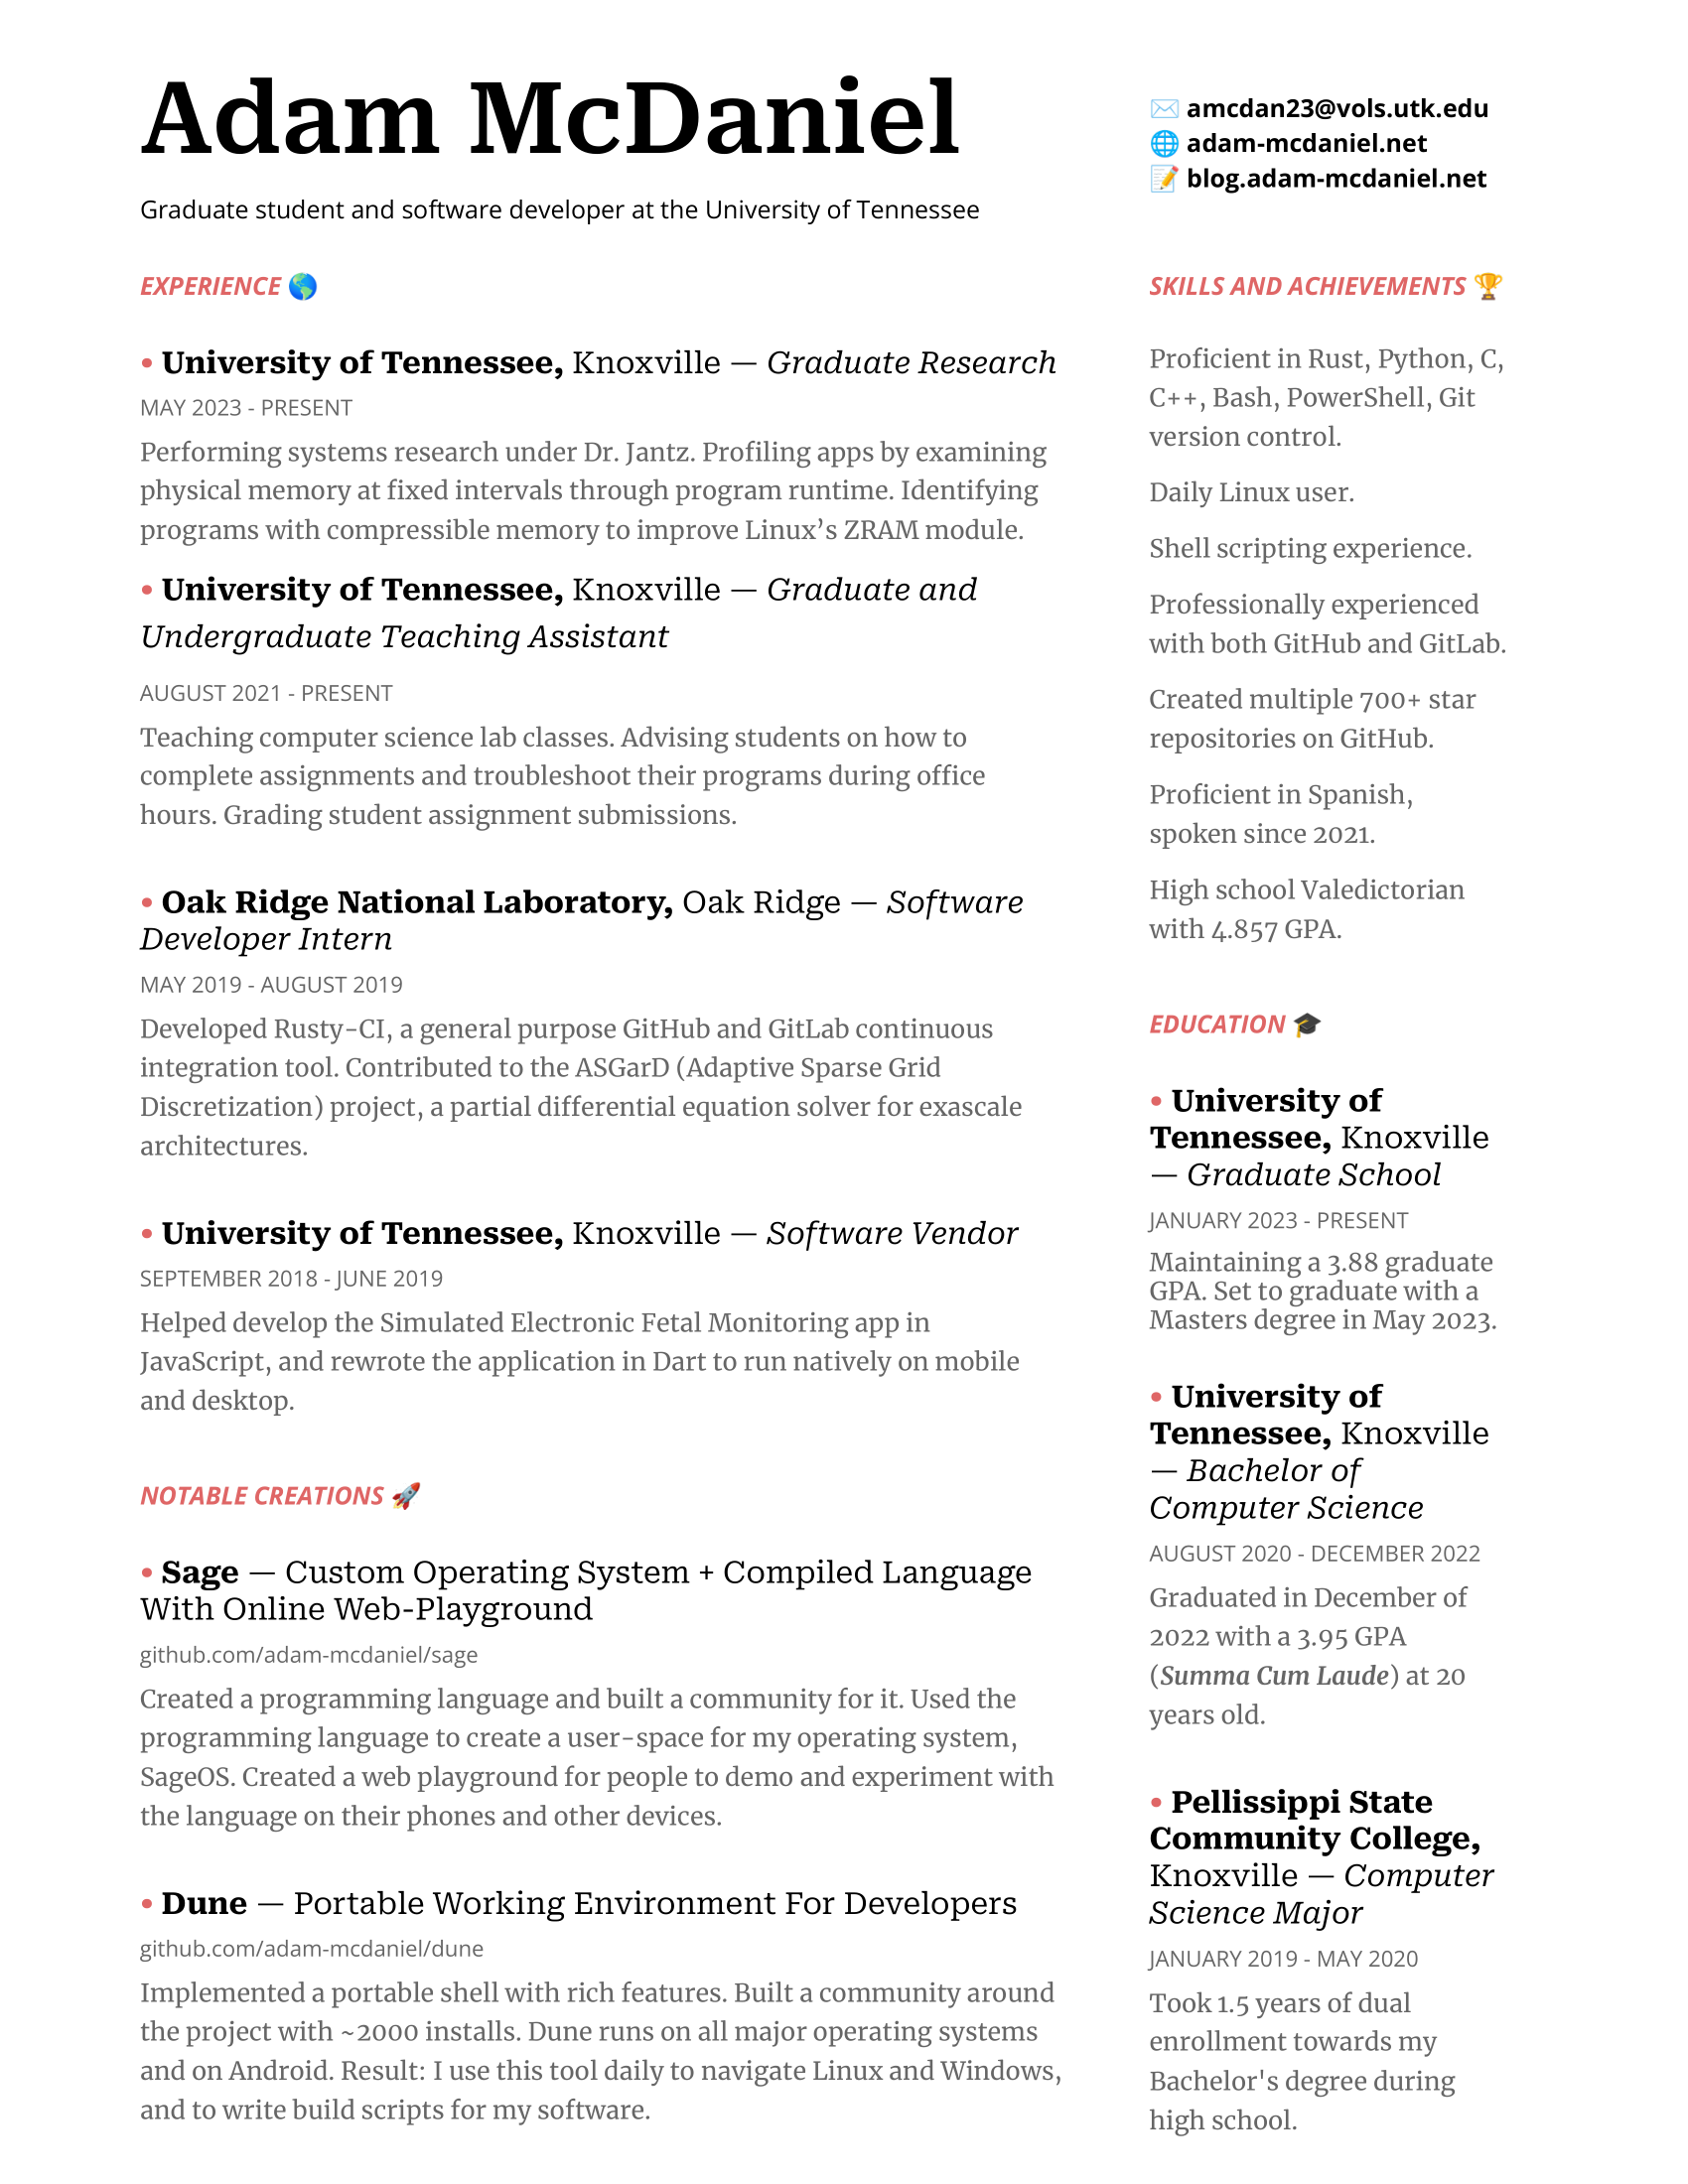 Adam McDaniel
Graduate student and software developer at the University of Tennessee
✉️ amcdan23@vols.utk.edu
🌐 adam-mcdaniel.net
📝 blog.adam-mcdaniel.net
EXPERIENCE 🌎
• University of Tennessee, Knoxville — Graduate Research
MAY 2023 - PRESENT
Performing systems research under Dr. Jantz. Profiling apps by examining
physical memory at fixed intervals through program runtime. Identifying
programs with compressible memory to improve Linux’s ZRAM module.
• University of Tennessee, Knoxville — Graduate and
Undergraduate Teaching Assistant
AUGUST 2021 - PRESENT
Teaching computer science lab classes. Advising students on how to
complete assignments and troubleshoot their programs during office
hours. Grading student assignment submissions.
• Oak Ridge National Laboratory, Oak Ridge — Software
Developer Intern
MAY 2019 - AUGUST 2019
Developed Rusty-CI, a general purpose GitHub and GitLab continuous
integration tool. Contributed to the ASGarD (Adaptive Sparse Grid
Discretization) project, a partial differential equation solver for exascale
architectures.
• University of Tennessee, Knoxville — Software Vendor
SEPTEMBER 2018 - JUNE 2019
Helped develop the Simulated Electronic Fetal Monitoring app in
JavaScript, and rewrote the application in Dart to run natively on mobile
and desktop.
NOTABLE CREATIONS 🚀
• Sage — Custom Operating System + Compiled Language
With Online Web-Playground
github.com/adam-mcdaniel/sage
Created a programming language and built a community for it. Used the
programming language to create a user-space for my operating system,
SageOS. Created a web playground for people to demo and experiment with
the language on their phones and other devices.
• Dune — Portable Working Environment For Developers
github.com/adam-mcdaniel/dune
Implemented a portable shell with rich features. Built a community around
the project with ~2000 installs. Dune runs on all major operating systems
and on Android. Result: I use this tool daily to navigate Linux and Windows,
and to write build scripts for my software.
SKILLS AND ACHIEVEMENTS 🏆
Proficient in Rust, Python, C,
C++, Bash, PowerShell, Git
version control.
Daily Linux user.
Shell scripting experience.
Professionally experienced
with both GitHub and GitLab.
Created multiple 700+ star
repositories on GitHub.
Proficient in Spanish,
spoken since 2021.
High school Valedictorian
with 4.857 GPA.
EDUCATION 🎓
• University of
Tennessee, Knoxville
— Graduate School
JANUARY 2023 - PRESENT
Maintaining a 3.88 graduate
GPA. Set to graduate with a
Masters degree in May 2023.
• University of
Tennessee, Knoxville
— Bachelor of
Computer Science
AUGUST 2020 - DECEMBER 2022
Graduated in December of
2022 with a 3.95 GPA
(Summa Cum Laude) at 20
years old.
• Pellissippi State
Community College,
Knoxville — Computer
Science Major
JANUARY 2019 - MAY 2020
Took 1.5 years of dual
enrollment towards my
Bachelor's degree during
high school.